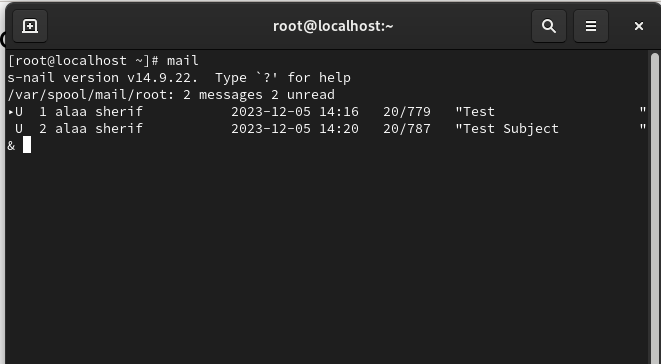 root@localhost:~
[root@localhost ~]# mail
s-nail version v14.9.22.  Type `?' for help
/var/spool/mail/root: 2 messages 2 unread
▸U  1 alaa sherif           2023-12-05 14:16   20/779   "Test                  "
 U  2 alaa sherif           2023-12-05 14:20   20/787   "Test Subject          "
&